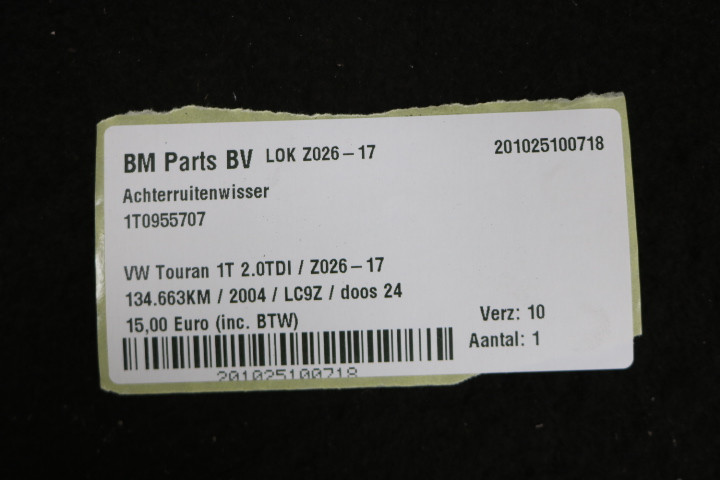 BM Parts BV LOK Z026-17 201025100718
Achterruitenwisser
1T0955707
VW Touran 1T 2.0TDI / Z026-17
134.663KM / 2004 / LC9Z / doos 24
15,00 Euro (inc. BTW) Verz: 10
Aantal: 1
201025100718